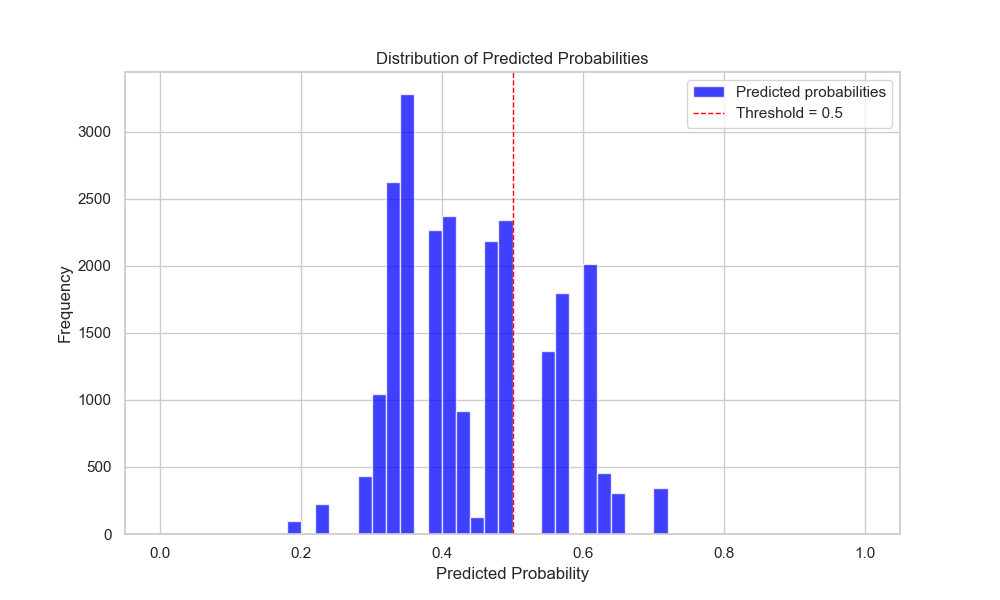 Distribution of Predicted Probabilities
Predicted probabilities
Threshold = 0.5
Frequency
3000
2500
2000
1500
1000
500
0
0.0 0.2 0.4 0.6 0.8 1.0
Predicted Probability